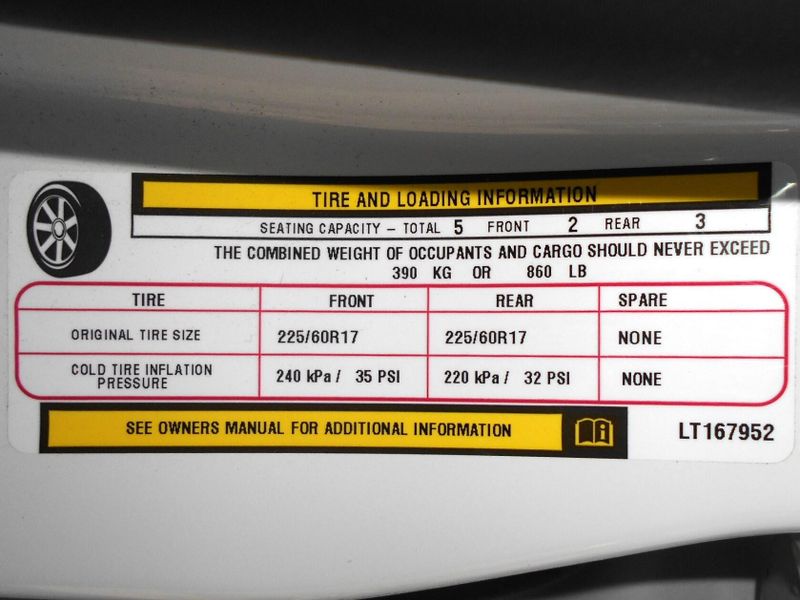 TIRE AND LOADING INFORMATION
SEATING CAPACITY – TOTAL 5 FRONT 2 REAR 3
THE COMBINED WEIGHT OF OCCUPANTS AND CARGO SHOULD NEVER EXCEED
390 KG OR 860 LB
TIRE FRONT REAR SPARE
ORIGINAL TIRE SIZE 225/60R17 225/60R17 NONE
COLD TIRE INFLATION
PRESSURE 240 kPa / 35 PSI 220 kPa / 32 PSI NONE
SEE OWNERS MANUAL FOR ADDITIONAL INFORMATION
LT167952